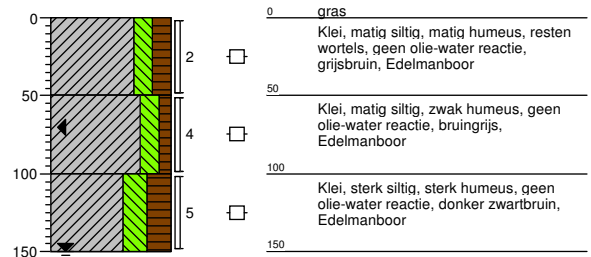 0
2
50
4
100
5
150
0 gras
Klei, matig siltig, matig humeus, resten
wortels, geen olie-water reactie,
grijsbruin, Edelmanboor
50
Klei, matig siltig, zwak humeus, geen
olie-water reactie, bruingrijs,
Edelmanboor
100
Klei, sterk siltig, sterk humeus, geen
olie-water reactie, donker zwartbruin,
Edelmanboor
150